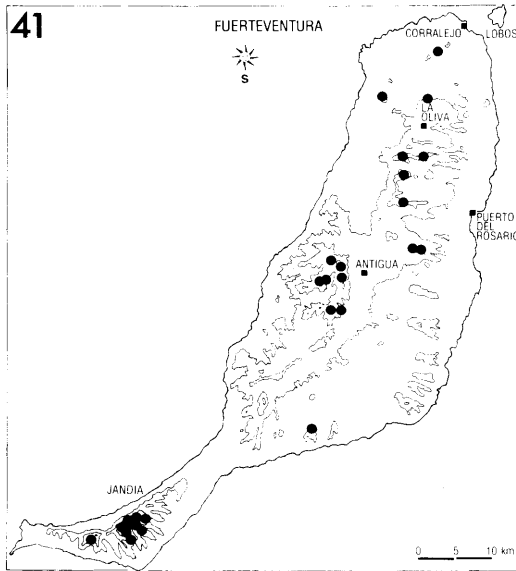 41
FUERTEVENTURA
S
CORRALEJO
LOBOS
LA
OLIVA
PUERTO
DEL
ROSARIO
ANTIGUA
JANDIA
0 5 10 km